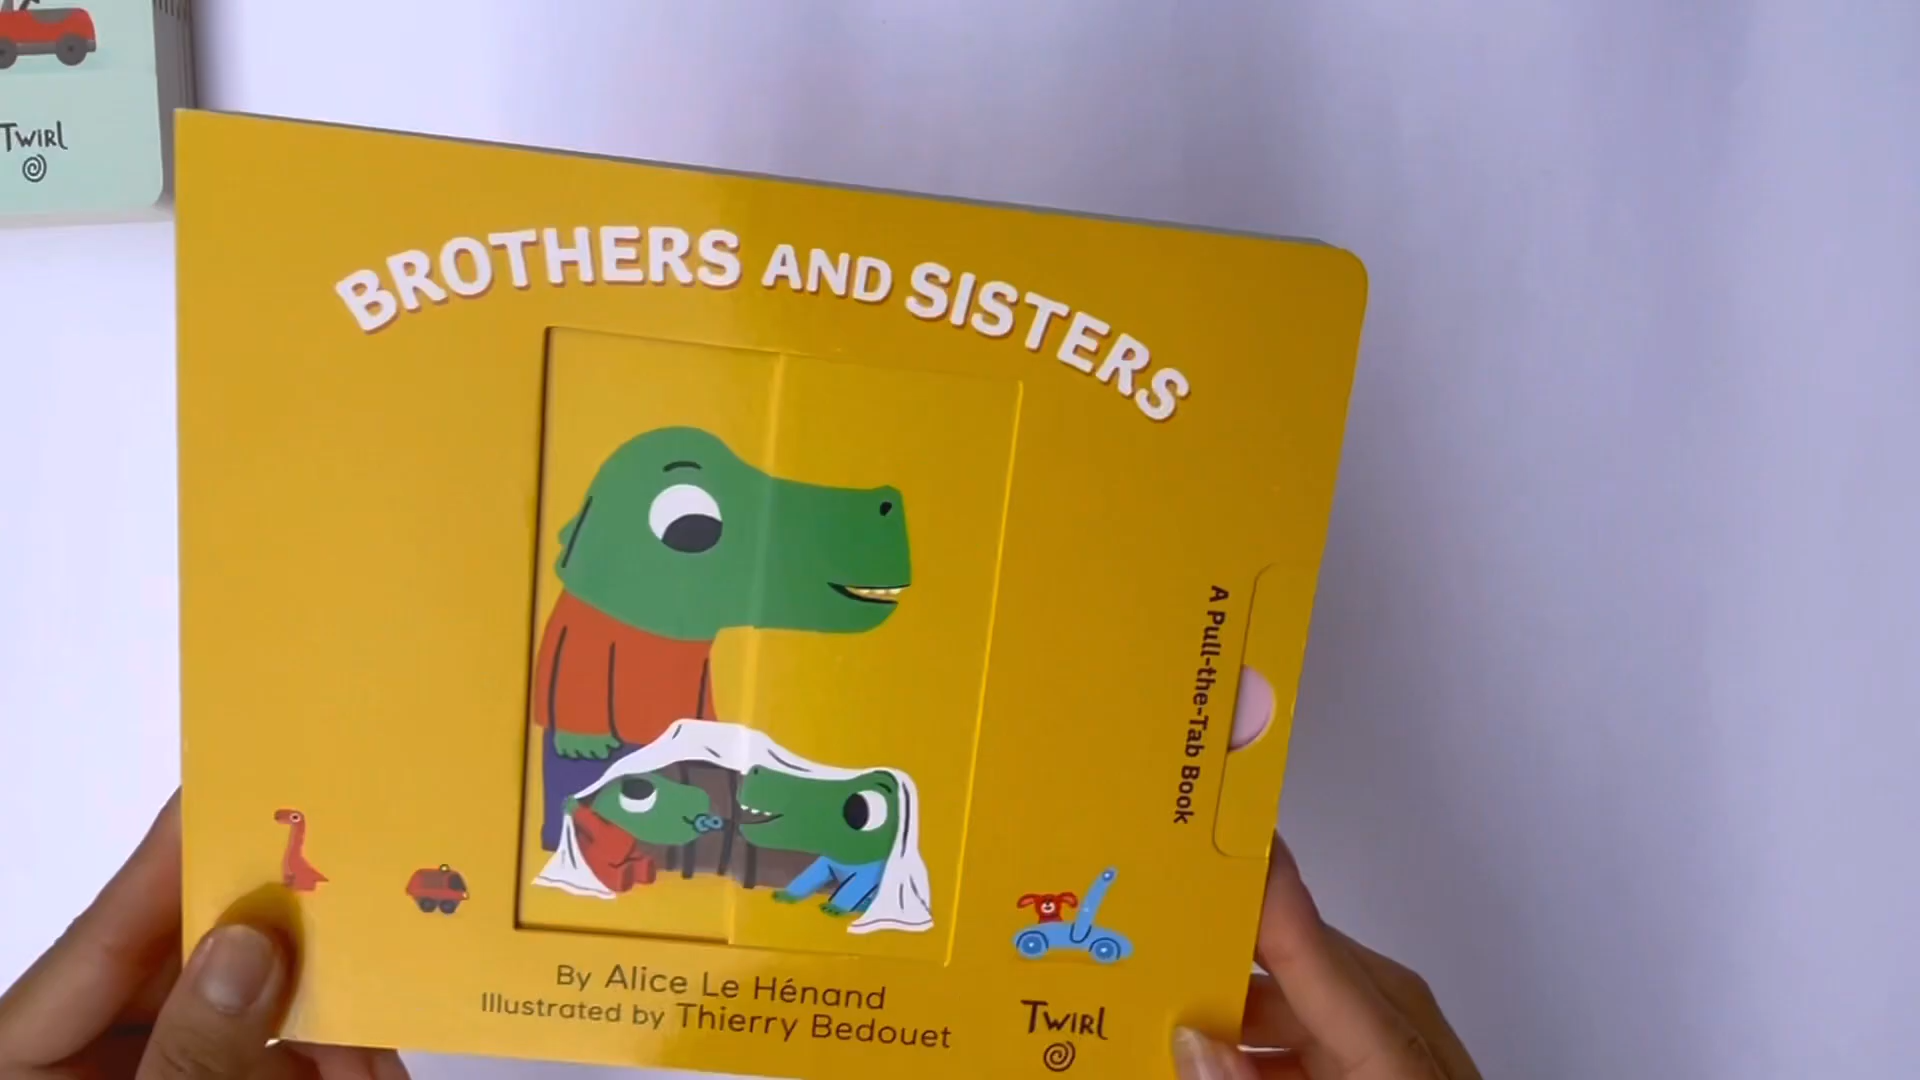 TWIRL
BROTHERS AND SISTERS
A Pull-the-Tab Book
By Alice Le Hénand
Illustrated by Thierry Bedouet
TWIRL